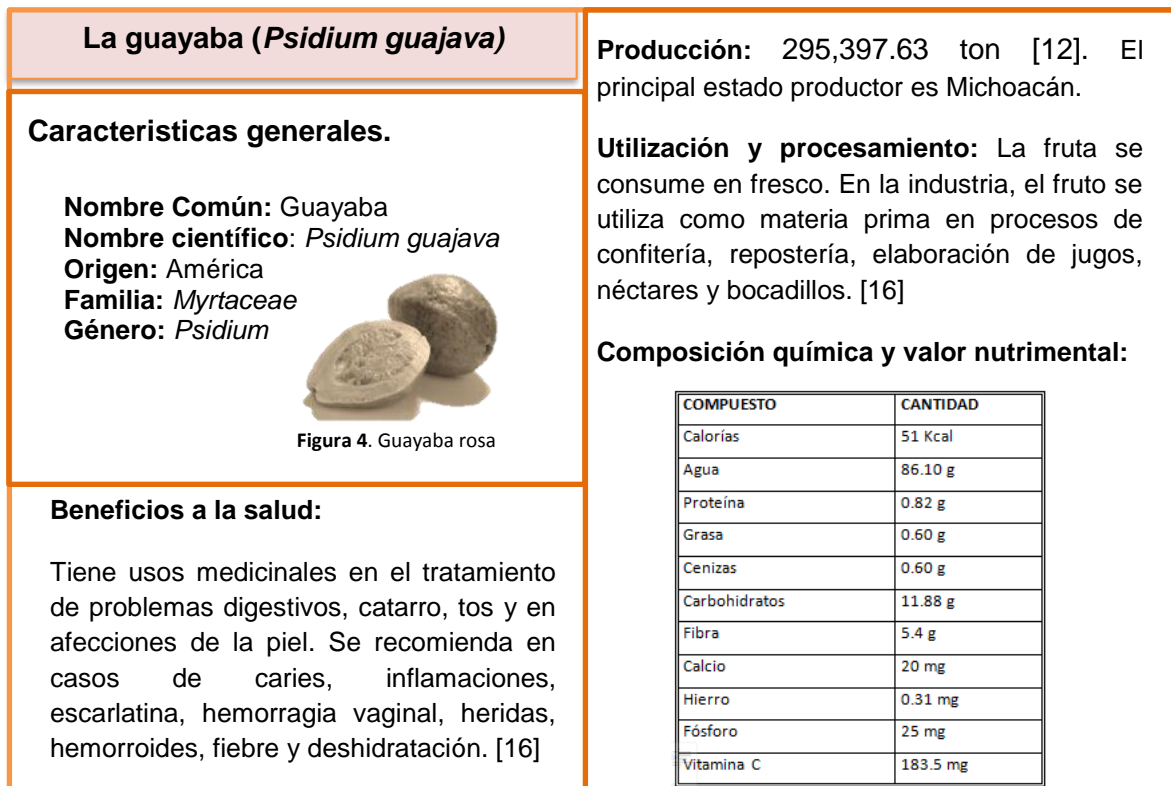 La guayaba (Psidium guajava)
Caracteristicas generales.
Nombre Común: Guayaba
Nombre científico: Psidium guajava
Origen: América
Familia: Myrtaceae
Género: Psidium
Figura 4. Guayaba rosa
Beneficios a la salud:
Tiene usos medicinales en el tratamiento
de problemas digestivos, catarro, tos y en
afecciones de la piel. Se recomienda en
casos de caries, inflamaciones,
escarlatina, hemorragia vaginal, heridas,
hemorroides, fiebre y deshidratación. [16]
Producción: 295,397.63 ton [12]. El
principal estado productor es Michoacán.
Utilización y procesamiento: La fruta se
consume en fresco. En la industria, el fruto se
utiliza como materia prima en procesos de
confitería, repostería, elaboración de jugos,
néctares y bocadillos. [16]
Composición química y valor nutrimental:
COMPUESTO CANTIDAD
Calorías 51 Kcal
Agua 86.10 g
Proteína 0.82 g
Grasa 0.60 g
Cenizas 0.60 g
Carbohidratos 11.88 g
Fibra 5.4 g
Calcio 20 mg
Hierro 0.31 mg
Fósforo 25 mg
Vitamina C 183.5 mg